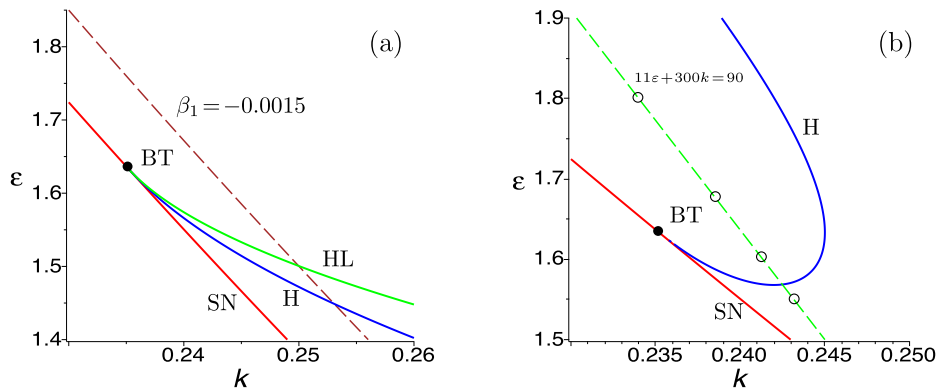 (a)
1.8
1.7
1.6
1.5
1.4
ε
β₁ = −0.0015
BT
HL
H
SN
0.24
0.25
0.26
k
(b)
1.9
1.8
1.7
1.6
1.5
ε
11ε+300k=90
H
BT
SN
0.235
0.240
0.245
0.250
k